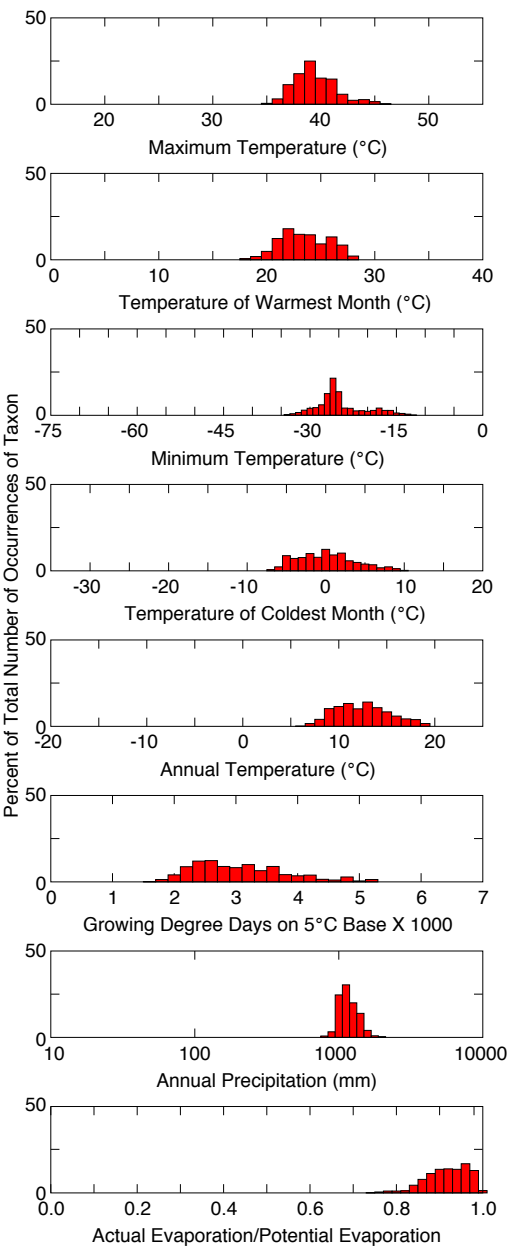 Percent of Total Number of Occurrences of Taxon
50
0
20 30 40 50
Maximum Temperature (°C)
50
0
0 10 20 30 40
Temperature of Warmest Month (°C)
50
0
-75 -60 -45 -30 -15 0
Minimum Temperature (°C)
50
0
-30 -20 -10 0 10 20
Temperature of Coldest Month (°C)
50
0
-20 -10 0 10 20
Annual Temperature (°C)
50
0
0 1 2 3 4 5 6 7
Growing Degree Days on 5°C Base X 1000
50
0
10 100 1000 10000
Annual Precipitation (mm)
50
0
0.0 0.2 0.4 0.6 0.8 1.0
Actual Evaporation/Potential Evaporation